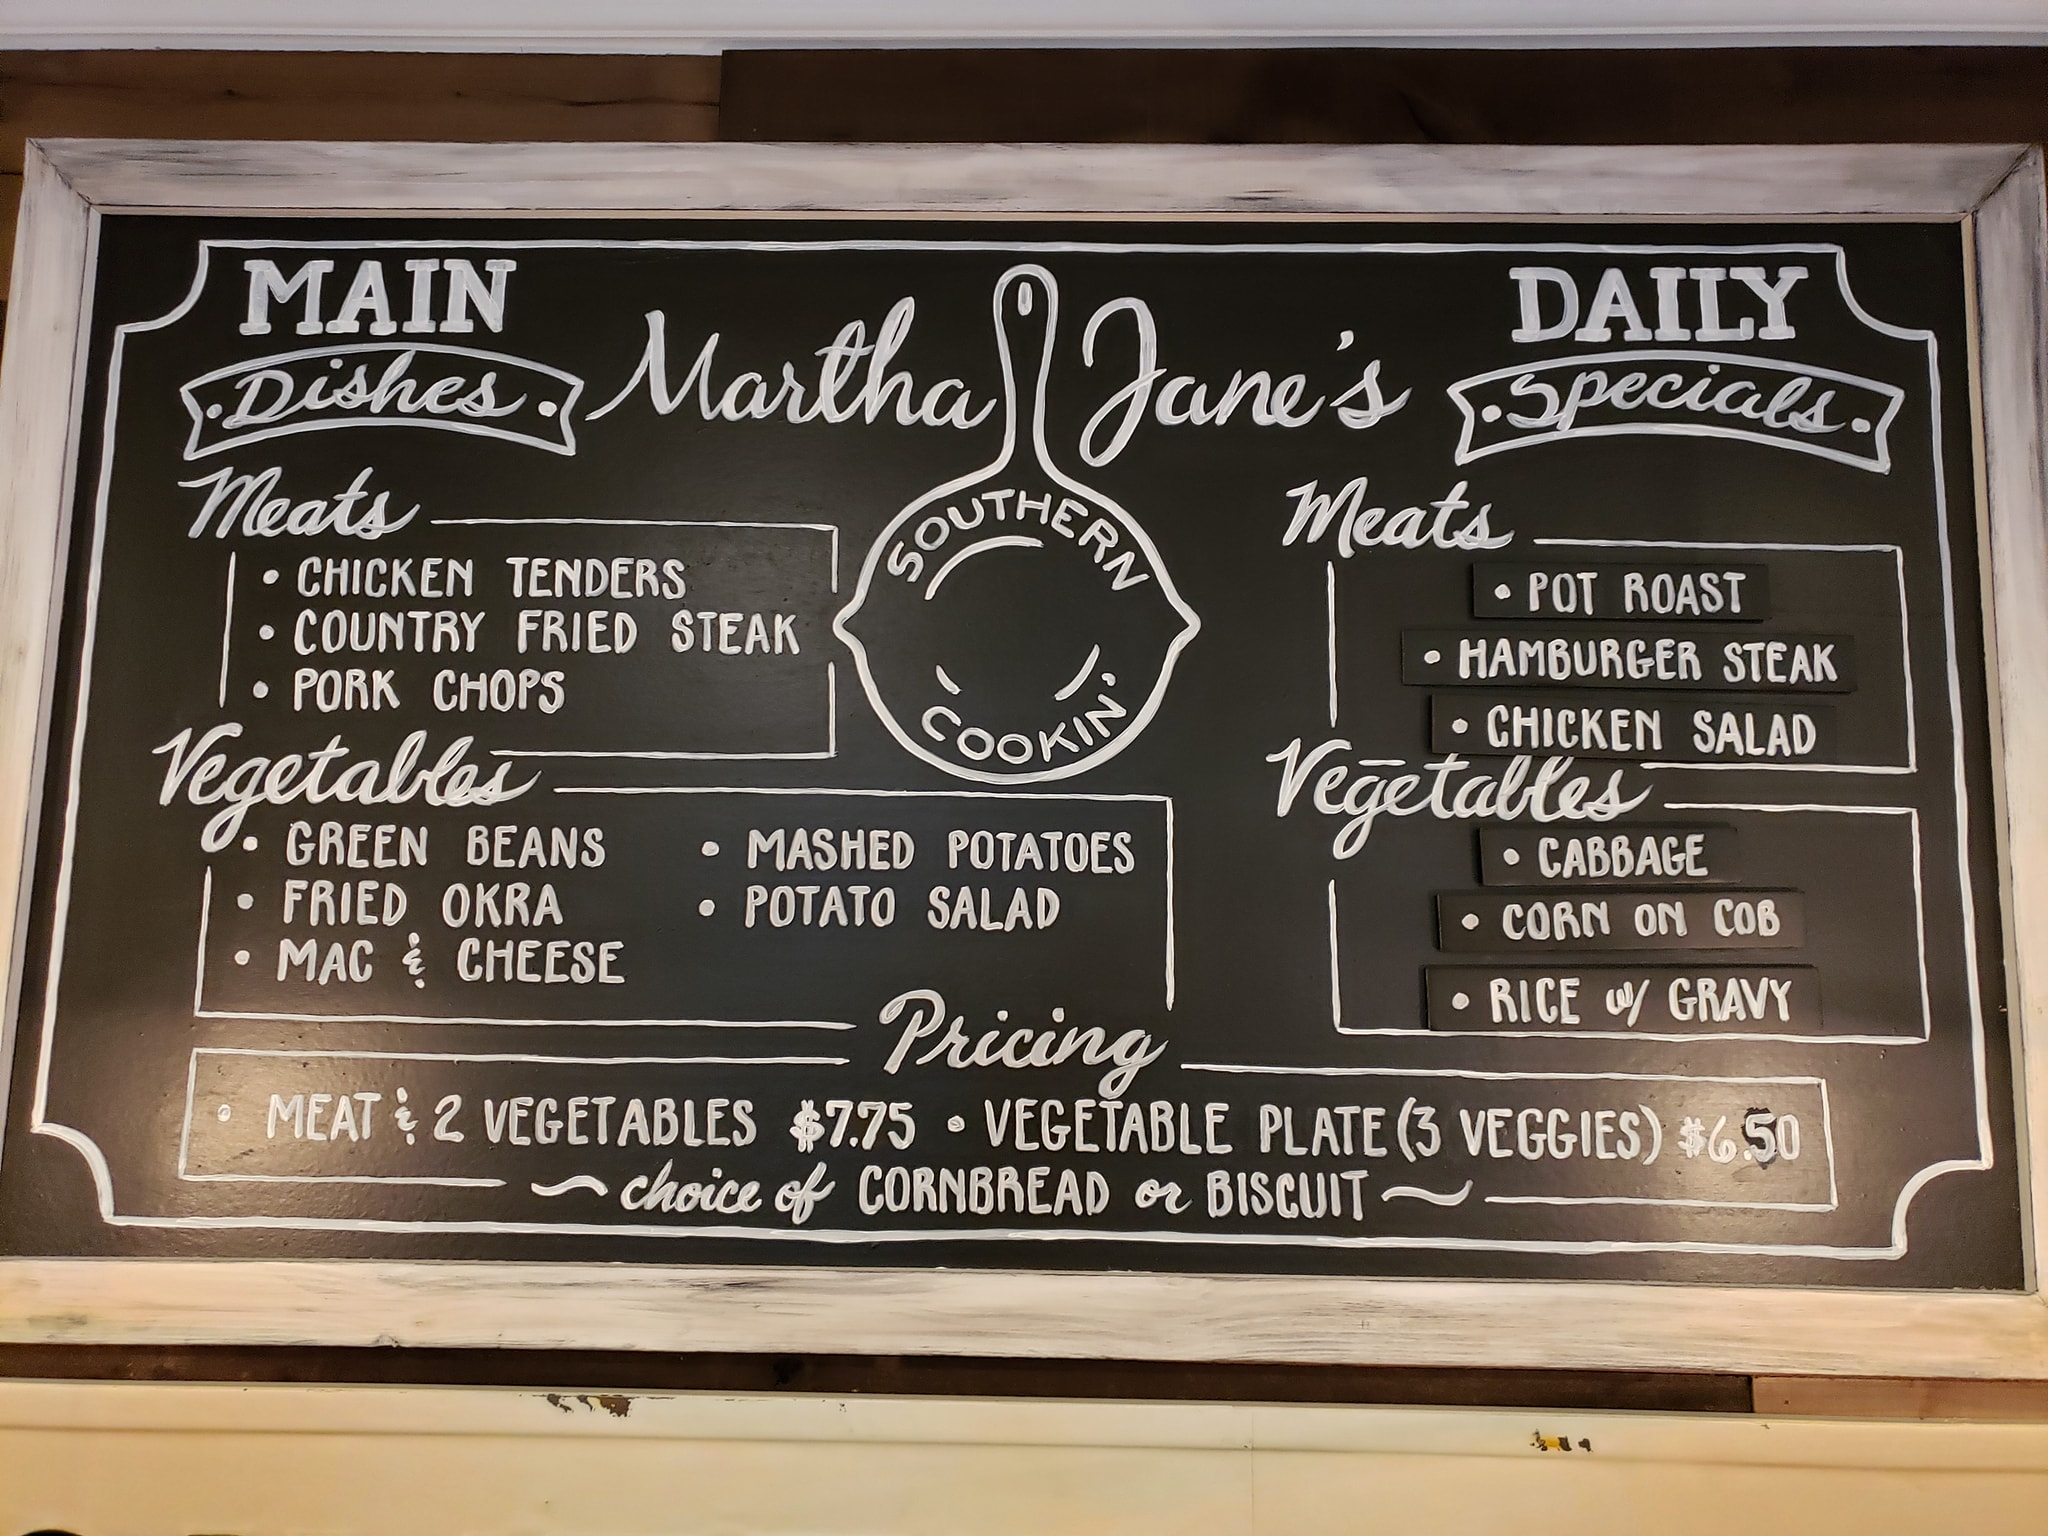 MAIN
Dishes
Martha Jane's
SOUTHERN
COOKIN'
Meats
• CHICKEN TENDERS
• COUNTRY FRIED STEAK
• PORK CHOPS
Vegetables
• GREEN BEANS
• FRIED OKRA
• MAC & CHEESE
• MASHED POTATOES
• POTATO SALAD
DAILY
Specials
Meats
• POT ROAST
• HAMBURGER STEAK
• CHICKEN SALAD
Vegetables
• CABBAGE
• CORN ON COB
• RICE w/ GRAVY
Pricing
• MEAT & 2 VEGETABLES $7.75 • VEGETABLE PLATE (3 VEGGIES) $6.50
~ choice of CORNBREAD or BISCUIT ~